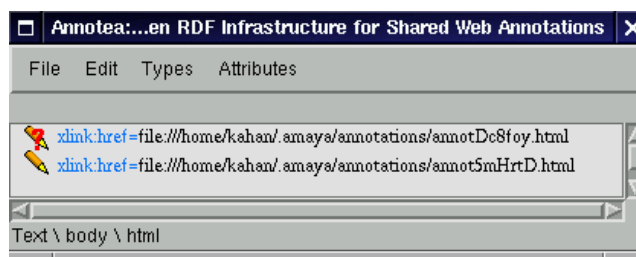 Annotea:...en RDF Infrastructure for Shared Web Annotations
File Edit Types Attributes
xlink:href=file:///home/kahan/.amaya/annotations/annotDc8foy.html
xlink:href=file:///home/kahan/.amaya/annotations/annot5mHrtD.html
Text \ body \ html